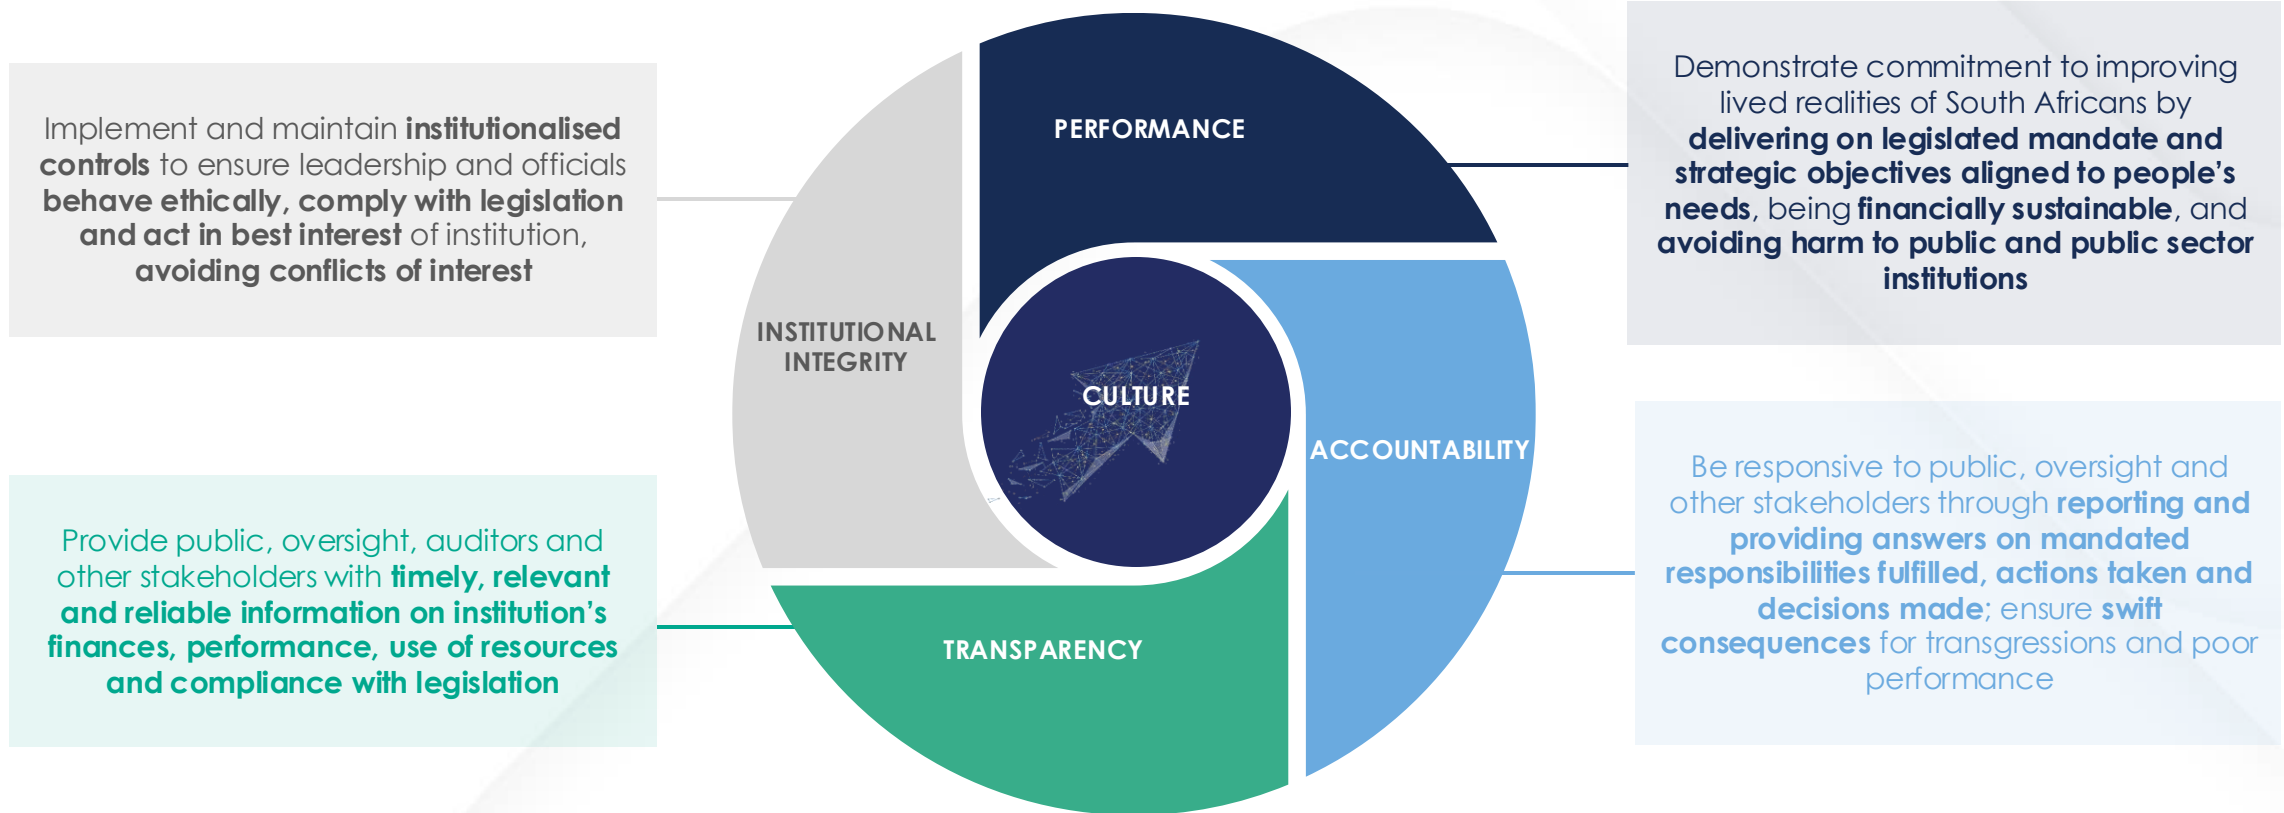 PERFORMANCE
Implement and maintain institutionalised
controls to ensure leadership and officials
behave ethically, comply with legislation
and act in best interest of institution,
avoiding conflicts of interest
Demonstrate commitment to improving
lived realities of South Africans by
delivering on legislated mandate and
strategic objectives aligned to people's
needs, being financially sustainable, and
avoiding harm to public and public sector
institutions
INSTITUTIONAL
INTEGRITY
CULTURE
ACCOUNTABILITY
Provide public, oversight, auditors and
other stakeholders with timely, relevant
and reliable information on institution's
finances, performance, use of resources
and compliance with legislation
TRANSPARENCY
Be responsive to public, oversight and
other stakeholders through reporting and
providing answers on mandated
responsibilities fulfilled, actions taken and
decisions made; ensure swift
consequences for transgressions and poor
performance